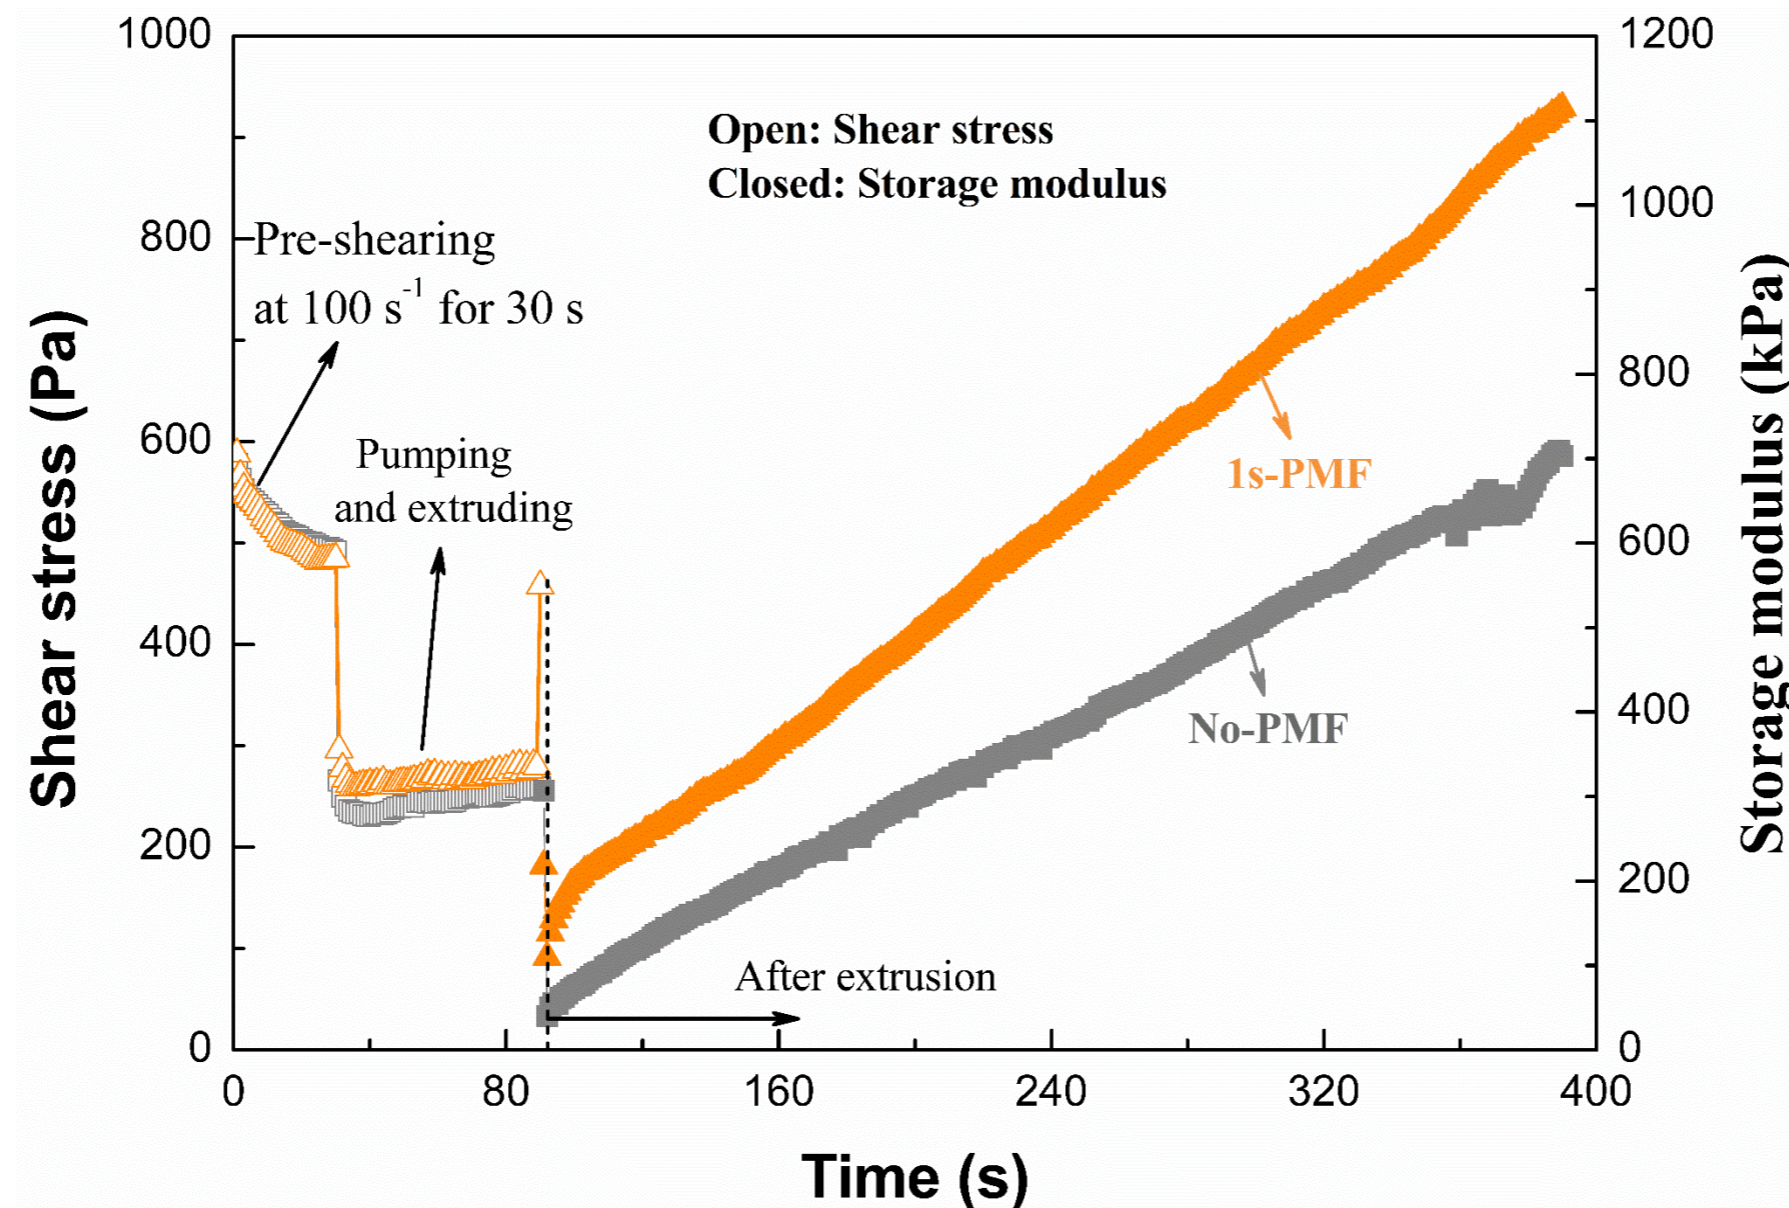 1000
1200
Open: Shear stress
Closed: Storage modulus
Pre-shearing
at 100 s-1 for 30 s
800
1000
Pumping
and extruding
600
800
1s-PMF
600
400
No-PMF
400
200
200
After extrusion
0
0
0
80
160
240
320
400
Shear stress (Pa)
Storage modulus (kPa)
Time (s)